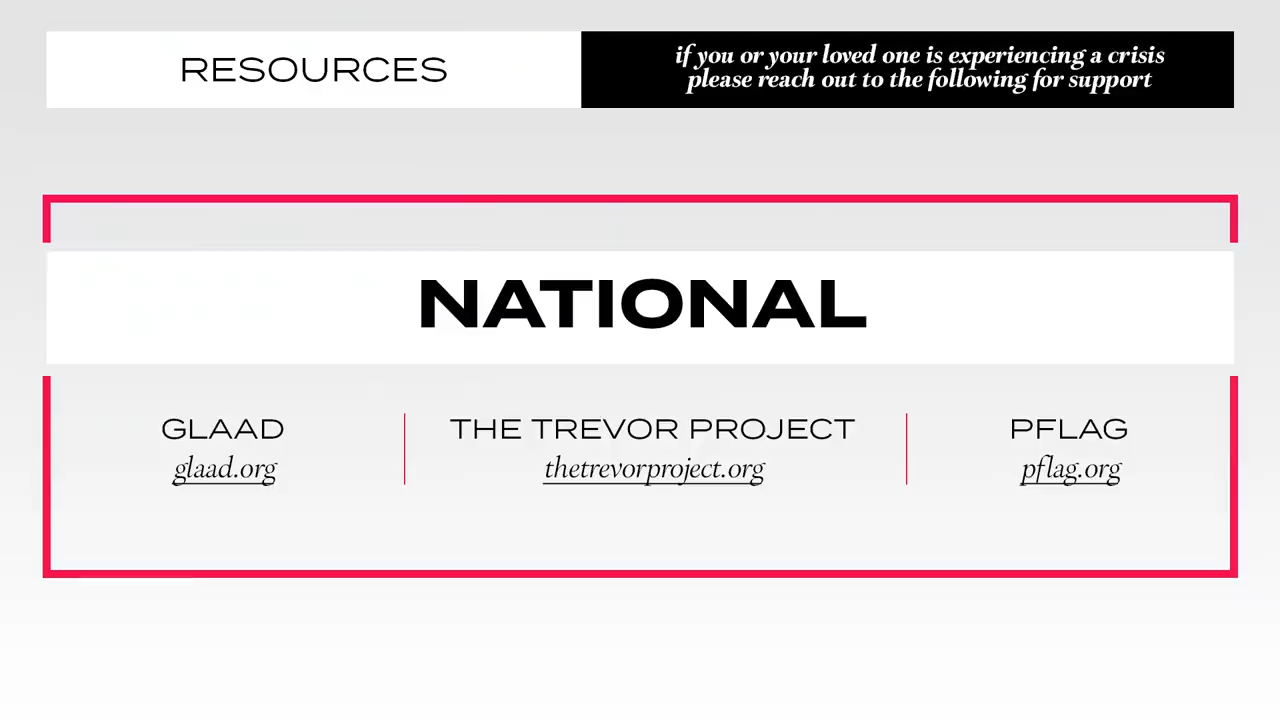 RESOURCES
if you or your loved one is experiencing a crisis
please reach out to the following for support
NATIONAL
GLAAD
glaad.org
THE TREVOR PROJECT
thetrevorproject.org
PFLAG
pflag.org